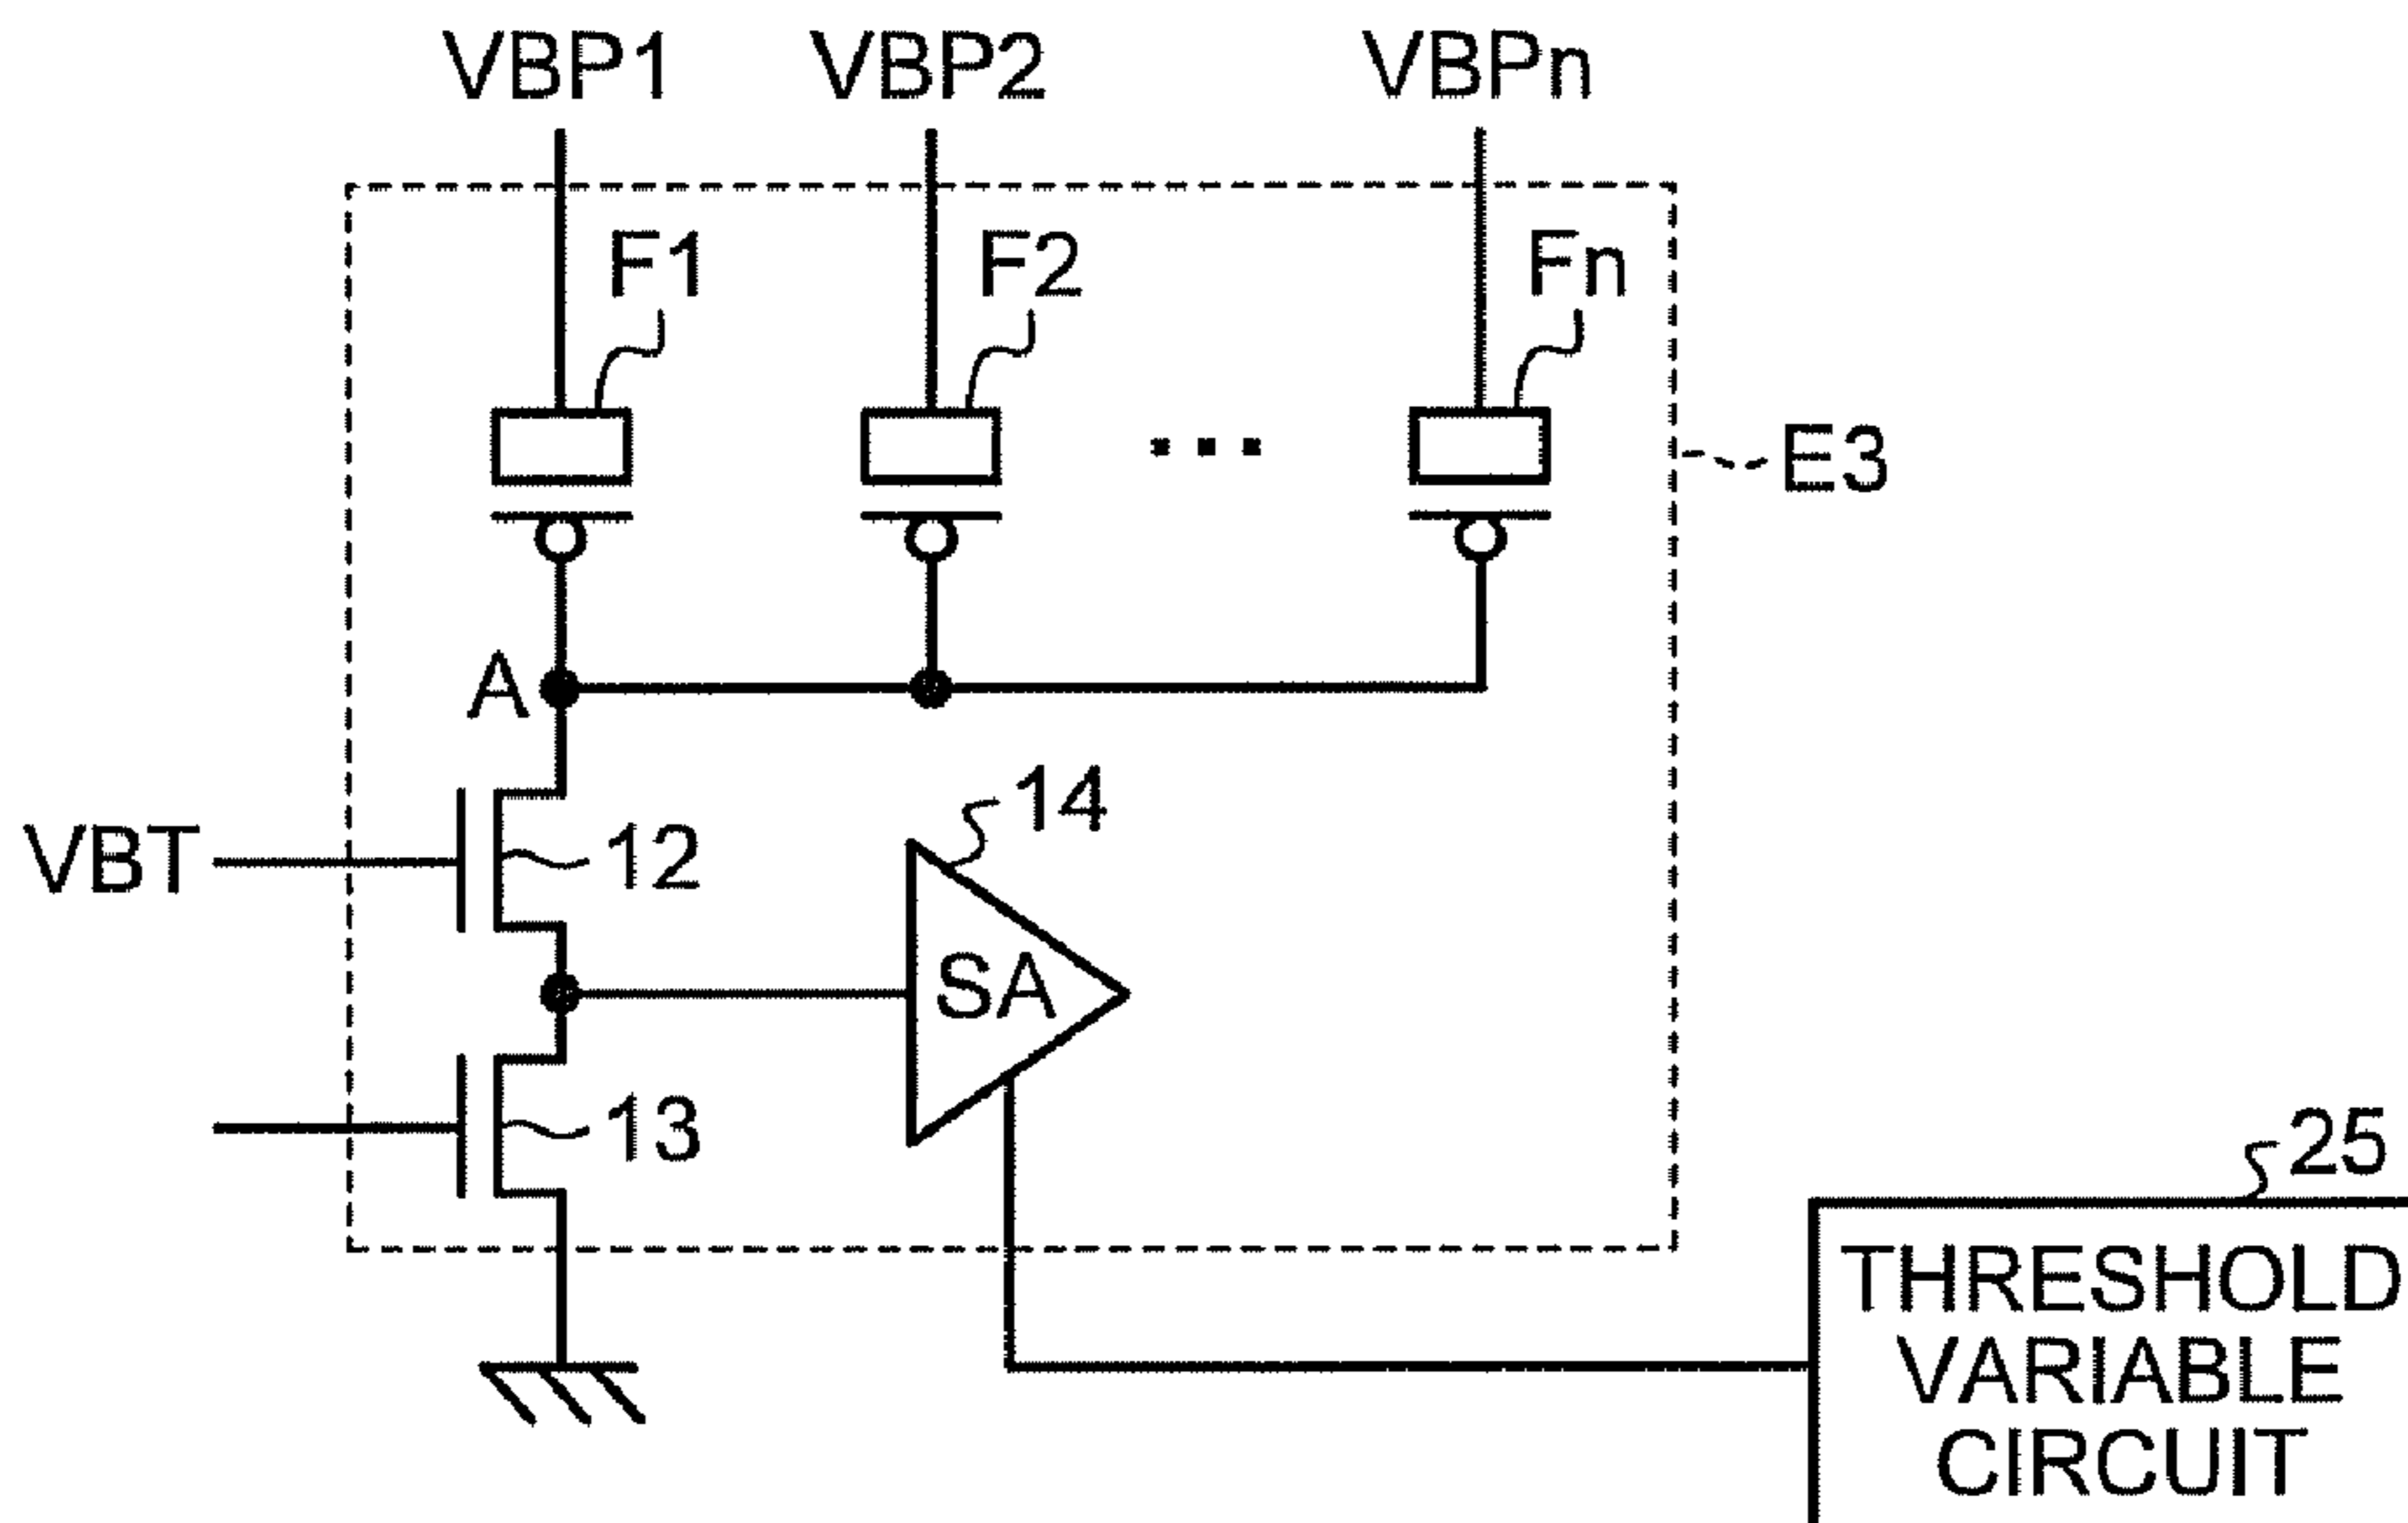 VBP1 VBP2 VBPn
F1 F2 Fn
E3
A
14
VBT 12
SA
13
25
THRESHOLD
VARIABLE
CIRCUIT